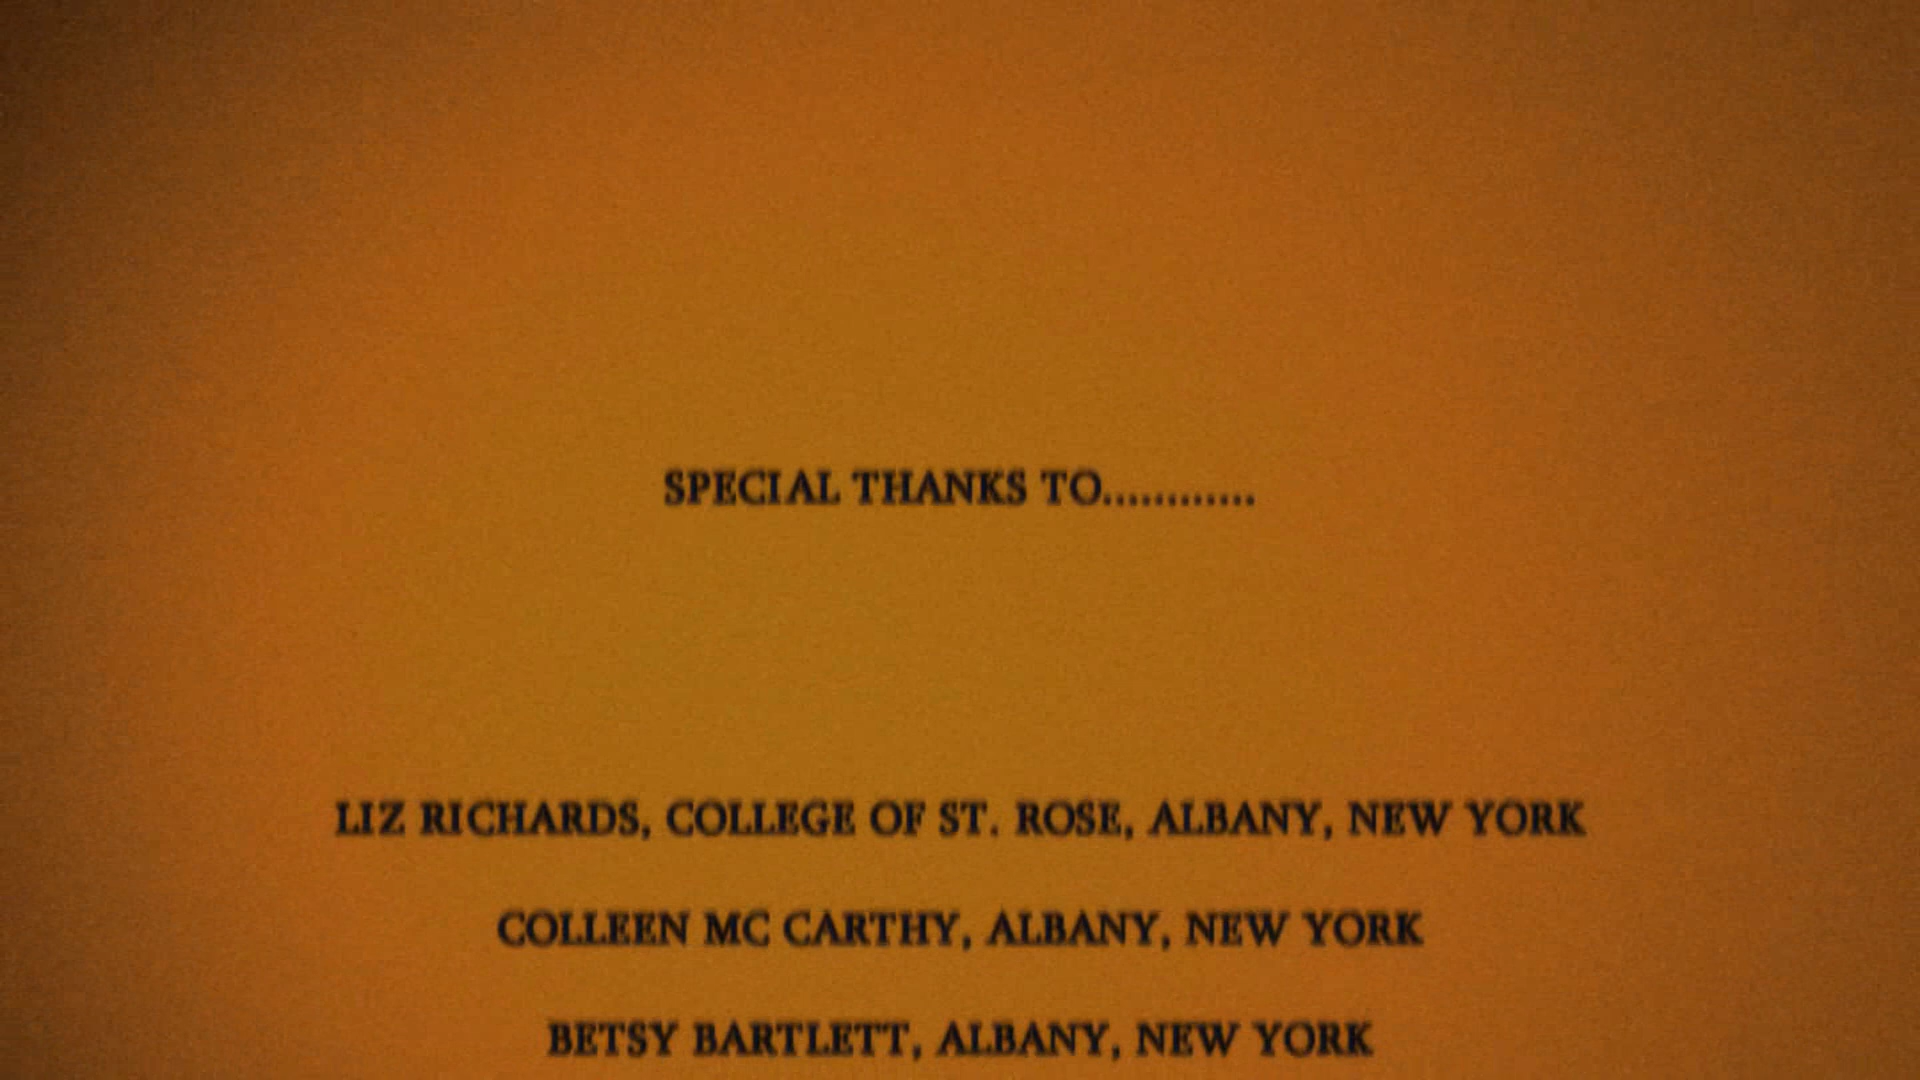 SPECIAL THANKS TO............
LIZ RICHARDS, COLLEGE OF ST. ROSE, ALBANY, NEW YORK
COLLEEN MC CARTHY, ALBANY, NEW YORK
BETSY BARTLETT, ALBANY, NEW YORK